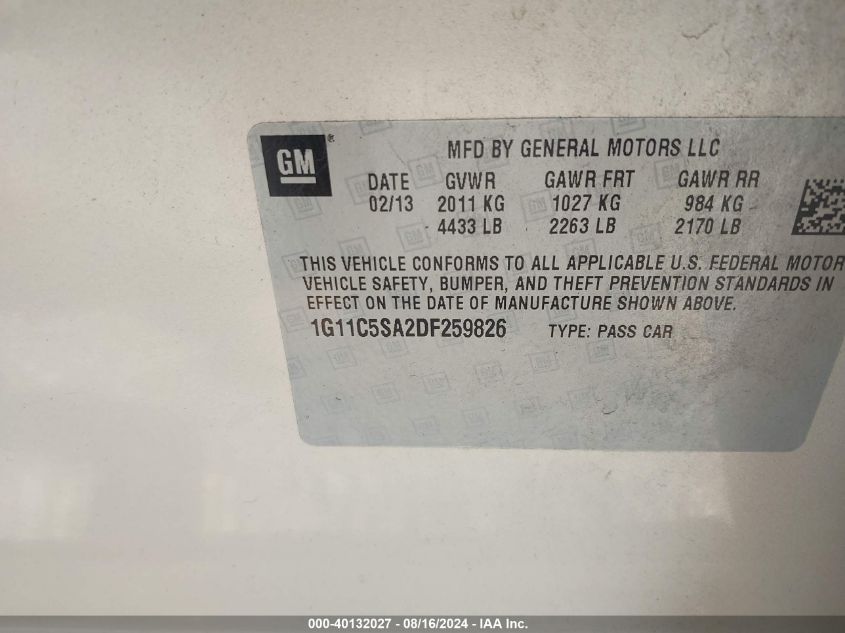 GM ®
MFD BY GENERAL MOTORS LLC
DATE GVWR GAWR FRT GAWR RR
02/13 2011 KG 1027 KG 984 KG
4433 LB 2263 LB 2170 LB
THIS VEHICLE CONFORMS TO ALL APPLICABLE U.S. FEDERAL MOTOR
VEHICLE SAFETY, BUMPER, AND THEFT PREVENTION STANDARDS IN
EFFECT ON THE DATE OF MANUFACTURE SHOWN ABOVE.
1G11C5SA2DF259826 TYPE: PASS CAR
000-40132027 - 08/16/2024 - IAA Inc.